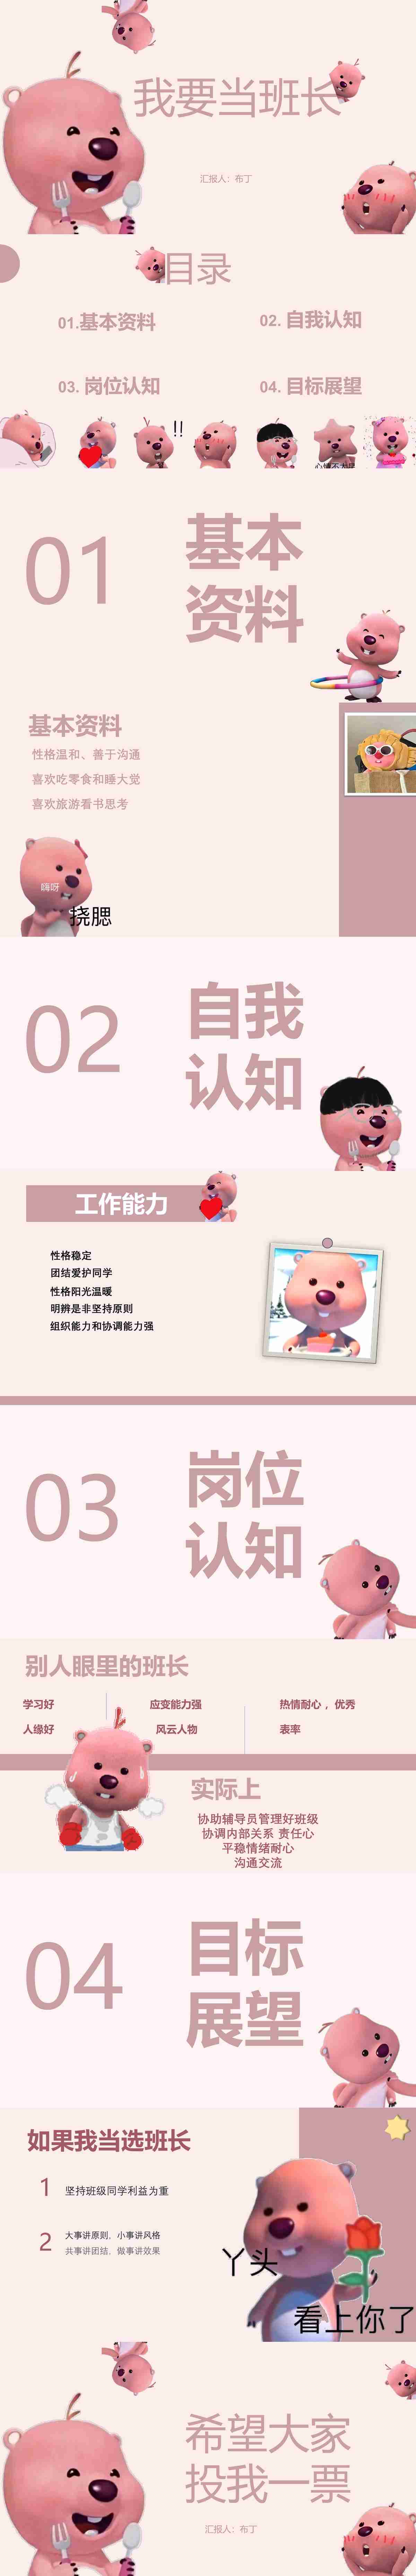 我要当班长
汇报人：布丁
目录
01.基本资料
02. 自我认知
03. 岗位认知
04. 目标展望
!!
01
基本
资料
基本资料
性格温和、善于沟通
喜欢吃零食和睡大觉
喜欢旅游看书思考
嗨呀
挠腮
02
自我
认知
工作能力
性格稳定
团结爱护同学
性格阳光温暖
明辨是非坚持原则
组织能力和协调能力强
03
岗位
认知
别人眼里的班长
学习好
应变能力强
热情耐心 ，优秀
人缘好
风云人物
表率
实际上
协助辅导员管理好班级
协调内部关系 责任心
平稳情绪耐心
沟通交流
04
目标
展望
如果我当选班长
1 坚持班级同学利益为重
2 大事讲原则，小事讲风格
共事讲团结，做事讲效果
丫头
看上你了
希望大家
投我一票
汇报人：布丁